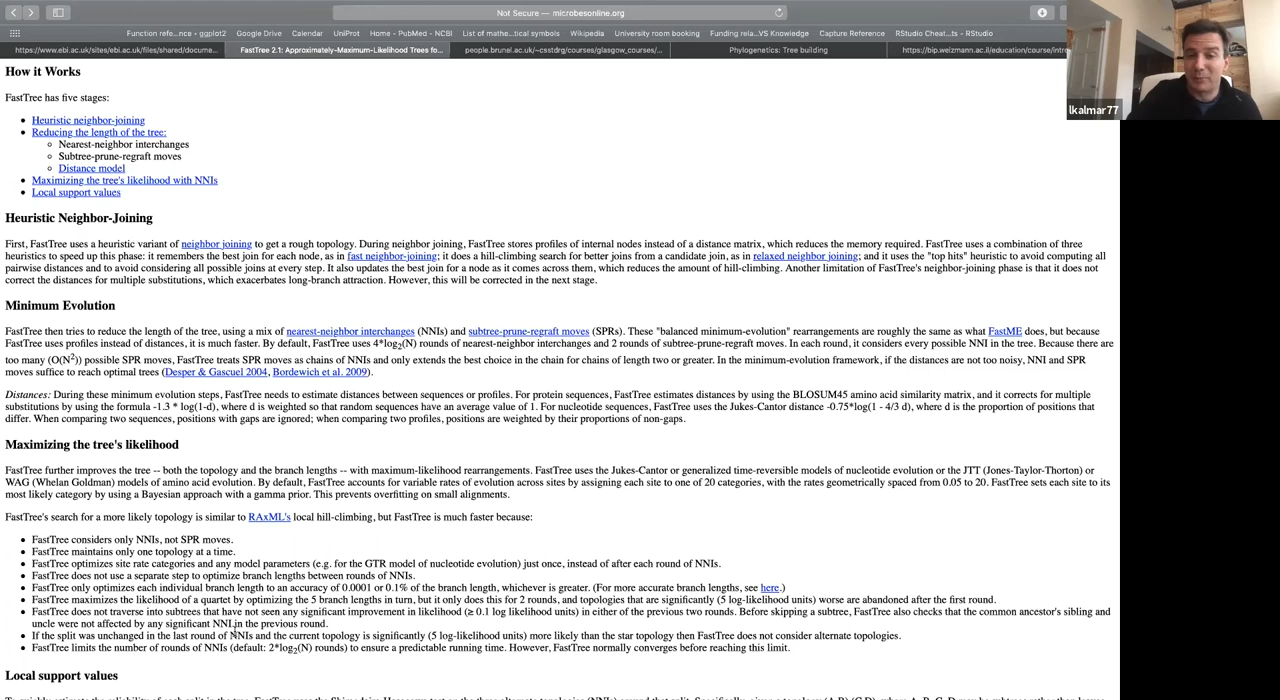 Not Secure — microbesonline.org
Function refe...nce • ggplot2 Google Drive Calendar UniProt Home - PubMed - NCBI List of mathe...tical symbols Wikipedia University room booking Funding rela...VS Knowledge Capture Reference RStudio Cheat...ts - RStudio
https://www.ebi.ac.uk/sites/ebi.ac.uk/files/shared/docume... FastTree 2.1: Approximately-Maximum-Likelihood Trees fo... people.brunel.ac.uk/~csstdrg/courses/glasgow_courses/... Phylogenetics: Tree building https://bip.weizmann.ac.il/education/course/intro
lkalmar77
How it Works
FastTree has five stages:
• Heuristic neighbor-joining
• Reducing the length of the tree:
◦ Nearest-neighbor interchanges
◦ Subtree-prune-regraft moves
◦ Distance model
• Maximizing the tree's likelihood with NNIs
• Local support values
Heuristic Neighbor-Joining
First, FastTree uses a heuristic variant of neighbor joining to get a rough topology. During neighbor joining, FastTree stores profiles of internal nodes instead of a distance matrix, which reduces the memory required. FastTree uses a combination of three
heuristics to speed up this phase: it remembers the best join for each node, as in fast neighbor-joining; it does a hill-climbing search for better joins from a candidate join, as in relaxed neighbor joining; and it uses the "top hits" heuristic to avoid computing all
pairwise distances and to avoid considering all possible joins at every step. It also updates the best join for a node as it comes across them, which reduces the amount of hill-climbing. Another limitation of FastTree's neighbor-joining phase is that it does not
correct the distances for multiple substitutions, which exacerbates long-branch attraction. However, this will be corrected in the next stage.
Minimum Evolution
FastTree then tries to reduce the length of the tree, using a mix of nearest-neighbor interchanges (NNIs) and subtree-prune-regraft moves (SPRs). These "balanced minimum-evolution" rearrangements are roughly the same as what FastME does, but because
FastTree uses profiles instead of distances, it is much faster. By default, FastTree uses 4*log2(N) rounds of nearest-neighbor interchanges and 2 rounds of subtree-prune-regraft moves. In each round, it considers every possible NNI in the tree. Because there are
too many (O(N²)) possible SPR moves, FastTree treats SPR moves as chains of NNIs and only extends the best choice in the chain for chains of length two or greater. In the minimum-evolution framework, if the distances are not too noisy, NNI and SPR
moves suffice to reach optimal trees (Desper & Gascuel 2004, Bordewich et al. 2009).
Distances: During these minimum evolution steps, FastTree needs to estimate distances between sequences or profiles. For protein sequences, FastTree estimates distances by using the BLOSUM45 amino acid similarity matrix, and it corrects for multiple
substitutions by using the formula -1.3 * log(1-d), where d is weighted so that random sequences have an average value of 1. For nucleotide sequences, FastTree uses the Jukes-Cantor distance -0.75*log(1 - 4/3 d), where d is the proportion of positions that
differ. When comparing two sequences, positions with gaps are ignored; when comparing two profiles, positions are weighted by their proportions of non-gaps.
Maximizing the tree's likelihood
FastTree further improves the tree -- both the topology and the branch lengths -- with maximum-likelihood rearrangements. FastTree uses the Jukes-Cantor or generalized time-reversible models of nucleotide evolution or the JTT (Jones-Taylor-Thorton) or
WAG (Whelan Goldman) models of amino acid evolution. By default, FastTree accounts for variable rates of evolution across sites by assigning each site to one of 20 categories, with the rates geometrically spaced from 0.05 to 20. FastTree sets each site to its
most likely category by using a Bayesian approach with a gamma prior. This prevents overfitting on small alignments.
FastTree's search for a more likely topology is similar to RAxML's local hill-climbing, but FastTree is much faster because:
• FastTree considers only NNIs, not SPR moves.
• FastTree maintains only one topology at a time.
• FastTree optimizes site rate categories and any model parameters (e.g. for the GTR model of nucleotide evolution) just once, instead of after each round of NNIs.
• FastTree does not use a separate step to optimize branch lengths between rounds of NNIs.
• FastTree only optimizes each individual branch length to an accuracy of 0.0001 or 0.1% of the branch length, whichever is greater. (For more accurate branch lengths, see here.)
• FastTree maximizes the likelihood of a quartet by optimizing the 5 branch lengths in turn, but it only does this for 2 rounds, and topologies that are significantly (5 log-likelihood units) worse are abandoned after the first round.
• FastTree does not traverse into subtrees that have not seen any significant improvement in likelihood (≥ 0.1 log likelihood units) in either of the previous two rounds. Before skipping a subtree, FastTree also checks that the common ancestor's sibling and
uncle were not affected by any significant NNI in the previous round.
• If the split was unchanged in the last round of NNIs and the current topology is significantly (5 log-likelihood units) more likely than the star topology then FastTree does not consider alternate topologies.
• FastTree limits the number of rounds of NNIs (default: 2*log2(N) rounds) to ensure a predictable running time. However, FastTree normally converges before reaching this limit.
Local support values